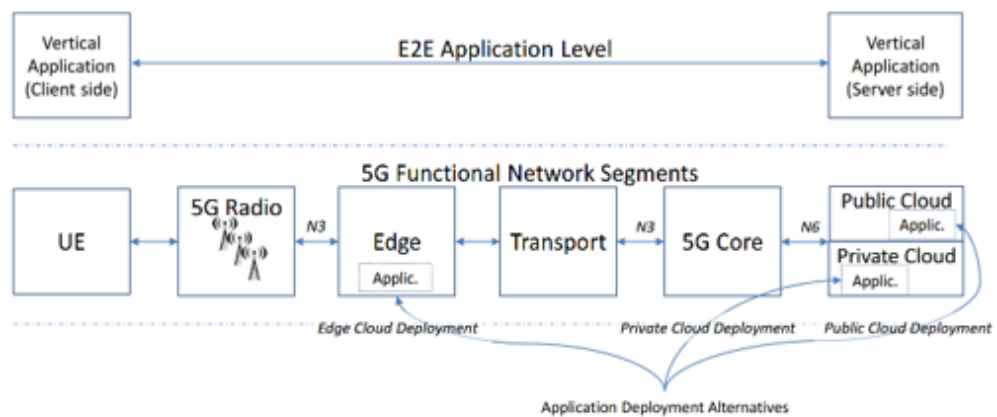 Vertical
Application
(Client side)
E2E Application Level
Vertical
Application
(Server side)
5G Functional Network Segments
UE
5G Radio
N3
Edge
Applic.
Transport
N3
5G Core
N6
Public Cloud
Applic.
Private Cloud
Applic.
Edge Cloud Deployment
Private Cloud Deployment
Public Cloud Deployment
Application Deployment Alternatives